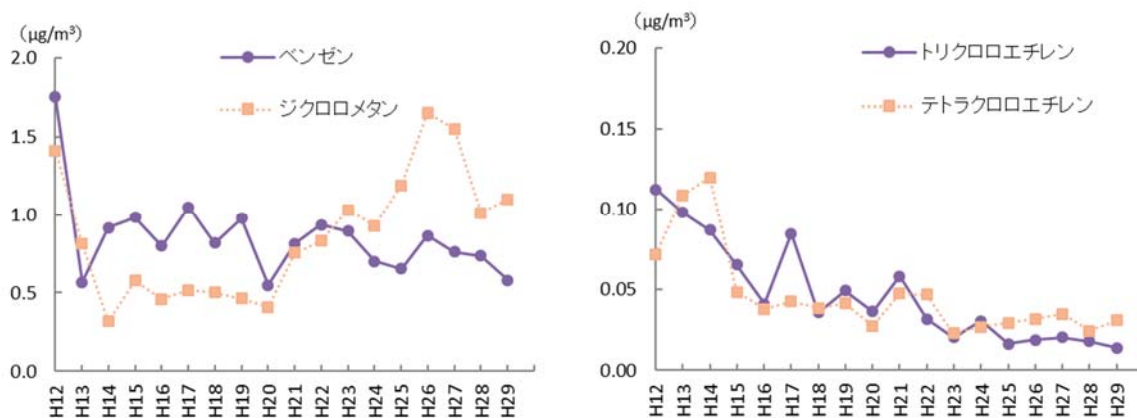 （μg/m³）
2.0
1.5
1.0
0.5
0.0
ベンゼン
ジクロロメタン
H12
H13
H14
H15
H16
H17
H18
H19
H20
H21
H22
H23
H24
H25
H26
H27
H28
H29
（μg/m³）
0.20
0.15
0.10
0.05
0.00
トリクロロエチレン
テトラクロロエチレン
H12
H13
H14
H15
H16
H17
H18
H19
H20
H21
H22
H23
H24
H25
H26
H27
H28
H29